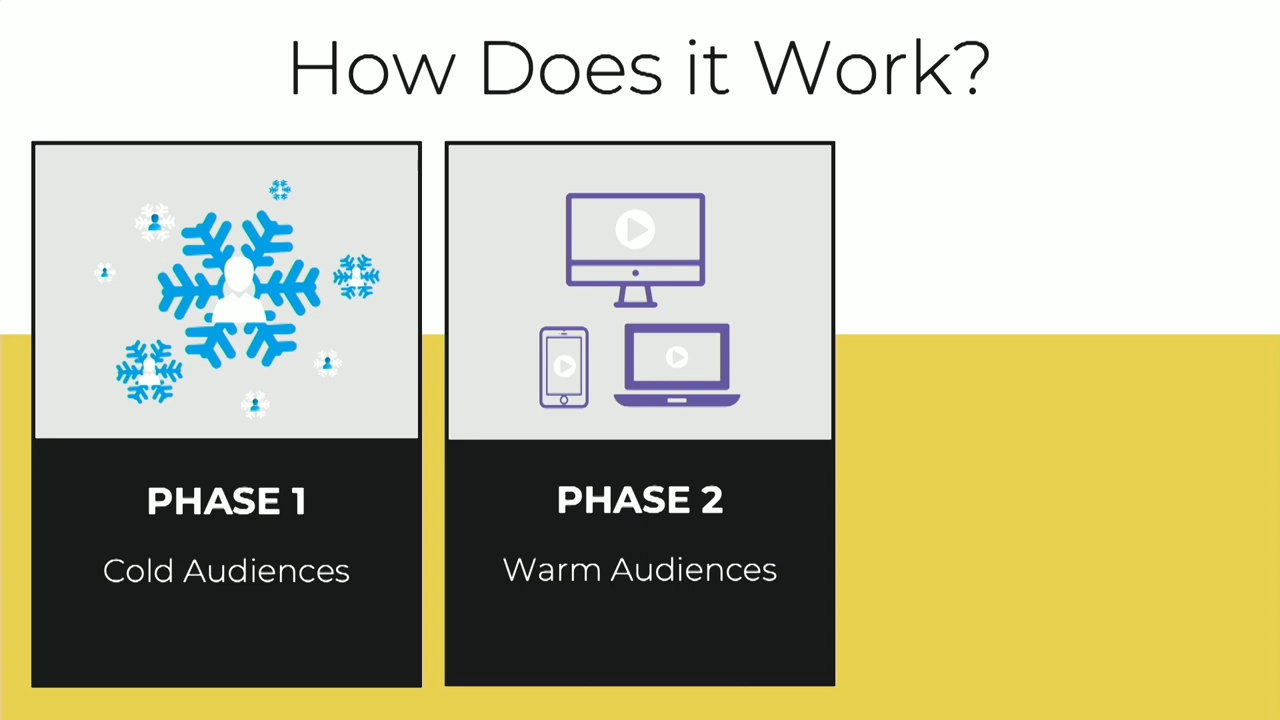 How Does it Work?
PHASE 1
Cold Audiences
PHASE 2
Warm Audiences